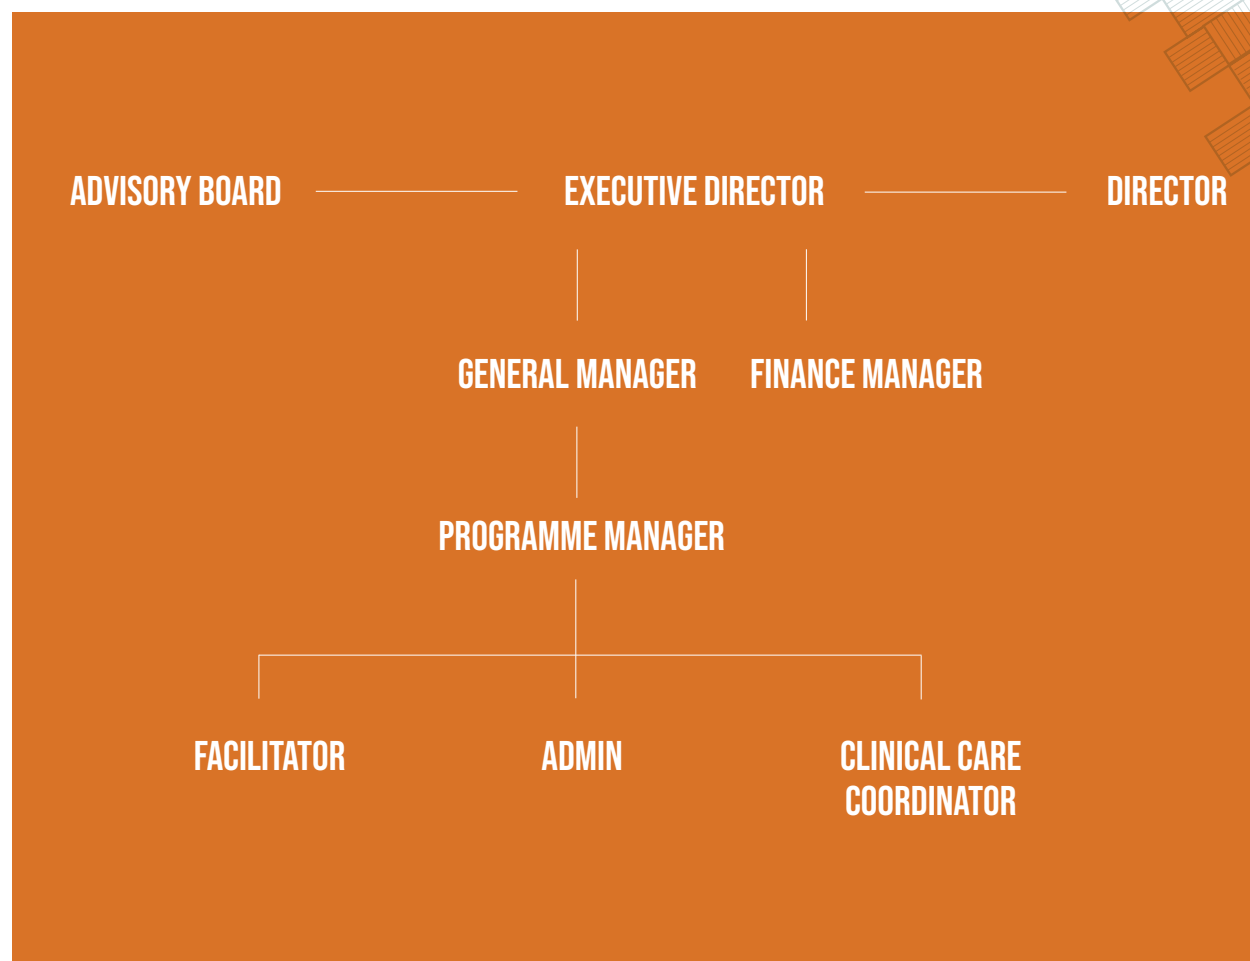 ADVISORY BOARD
EXECUTIVE DIRECTOR
DIRECTOR
GENERAL MANAGER
FINANCE MANAGER
PROGRAMME MANAGER
FACILITATOR
ADMIN
CLINICAL CARE
COORDINATOR